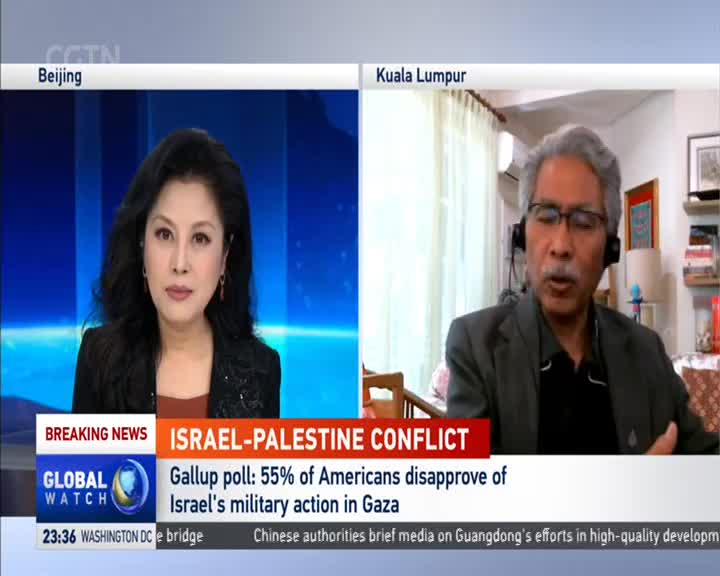 CGTN
Beijing
Kuala Lumpur
BREAKING NEWS
ISRAEL-PALESTINE CONFLICT
GLOBAL
WATCH
Gallup poll: 55% of Americans disapprove of
Israel's military action in Gaza
23:36 WASHINGTON DC
e bridge
Chinese authorities brief media on Guangdong's efforts in high-quality developm